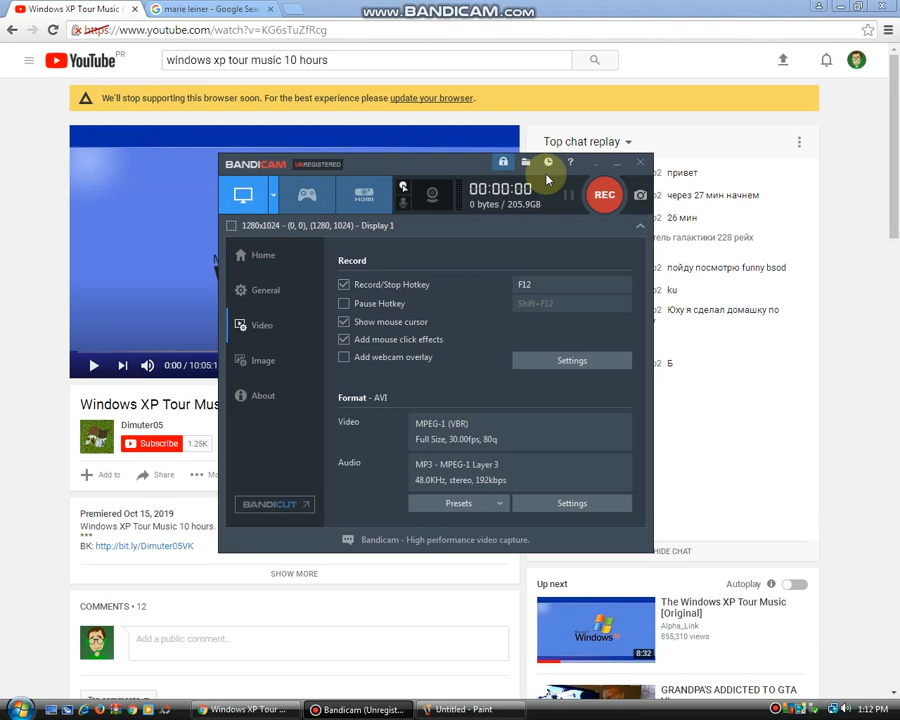 Windows XP Tour Music
marie leiner - Google Sea
www.BANDICAM.com
https://www.youtube.com/watch?v=KG6sTuZfRcg
YouTube PR
windows xp tour music 10 hours
We'll stop supporting this browser soon. For the best experience please update your browser.
Top chat replay
BANDICAM UNREGISTERED
?
привет
HDMI
00:00:00
REC
0 bytes / 205.9GB
через 27 мин начнем
26 мин
1280x1024 - (0, 0), (1280, 1024) - Display 1
тель галактики 228 рейх
Home
Record
пойду посмотрю funny bsod
Record/Stop Hotkey
F12
ku
General
Pause Hotkey
Shift+F12
Юху я сделал домашку по
Video
Show mouse cursor
Add mouse click effects
Image
Add webcam overlay
Settings
Б
0:00 / 10:05:1
About
Format - AVI
Windows XP Tour Mus
Video
MPEG-1 (VBR)
Full Size, 30.00fps, 80q
Dimuter05
Subscribe 1.25K
Audio
MP3 - MPEG-1 Layer 3
48.0KHz, stereo, 192kbps
Add to
Share
Mo
BANDICUT
Presets
Settings
Premiered Oct 15, 2019
Windows XP Tour Music 10 hours.
***
ВК: http://bit.ly/Dimuter05VK
Bandicam - High performance video capture.
HIDE CHAT
SHOW MORE
Up next
Autoplay
COMMENTS • 12
Add a public comment...
The Windows XP Tour Music
[Original]
Alpha_Link
855,310 views
Windows
8:32
GRANDPA'S ADDICTED TO GTA
Windows XP Tour M...
Bandicam (Unregist...
Untitled - Paint
1:12 PM